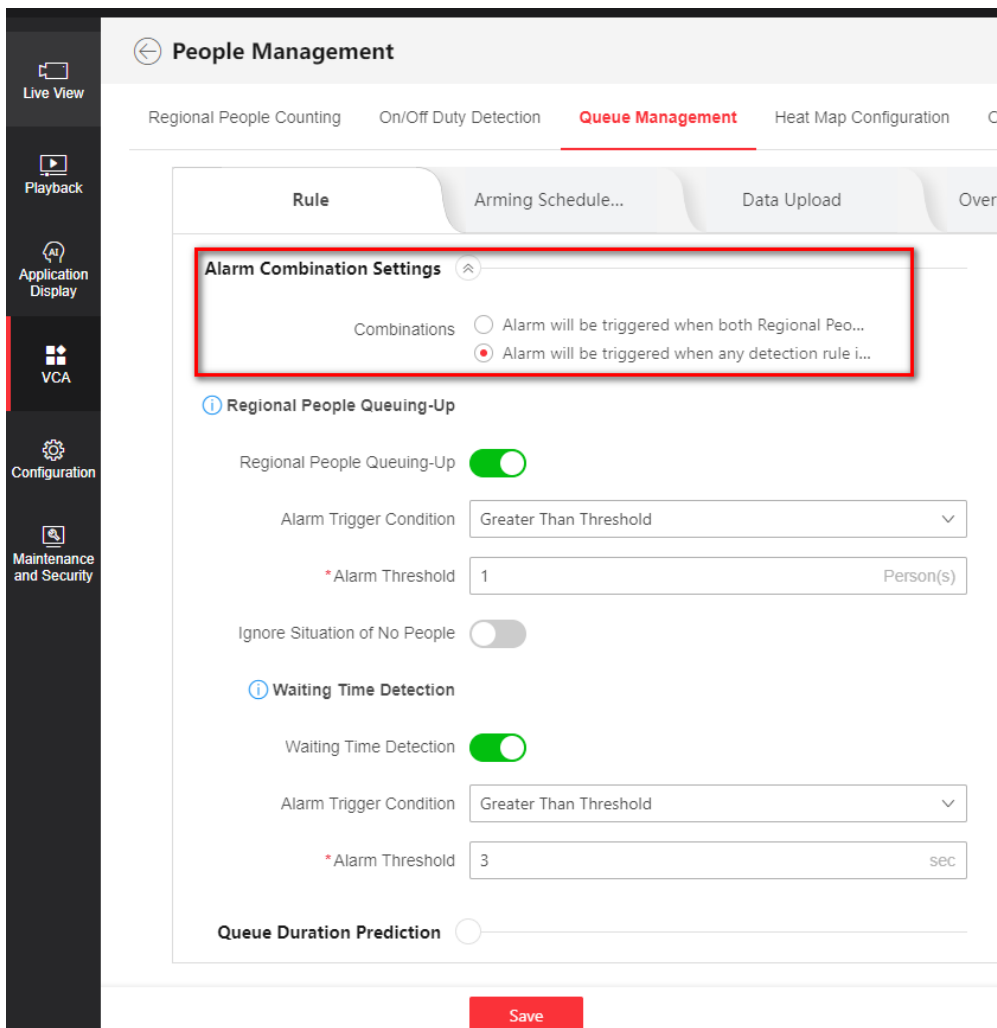 People Management
Live View
Regional People Counting On/Off Duty Detection Queue Management Heat Map Configuration
Playback
Rule Arming Schedule... Data Upload Over
AI
Application
Display
Alarm Combination Settings
Combinations Alarm will be triggered when both Regional Peo...
Alarm will be triggered when any detection rule i...
VCA
Regional People Queuing-Up
Configuration
Regional People Queuing-Up
Alarm Trigger Condition Greater Than Threshold
Maintenance
and Security
*Alarm Threshold 1 Person(s)
Ignore Situation of No People
Waiting Time Detection
Waiting Time Detection
Alarm Trigger Condition Greater Than Threshold
*Alarm Threshold 3 sec
Queue Duration Prediction
Save